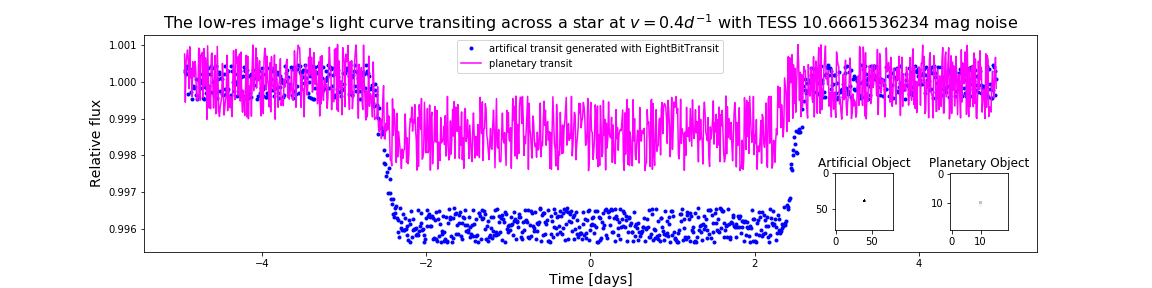 The low-res image's light curve transiting across a star at v = 0.4d⁻¹ with TESS 10.6661536234 mag noise
artifical transit generated with EightBitTransit
planetary transit
Relative flux
1.001
1.000
0.999
0.998
0.997
0.996
Artificial Object
0
50
0 50
Planetary Object
0
10
0 10
−4 −2 0 2 4
Time [days]